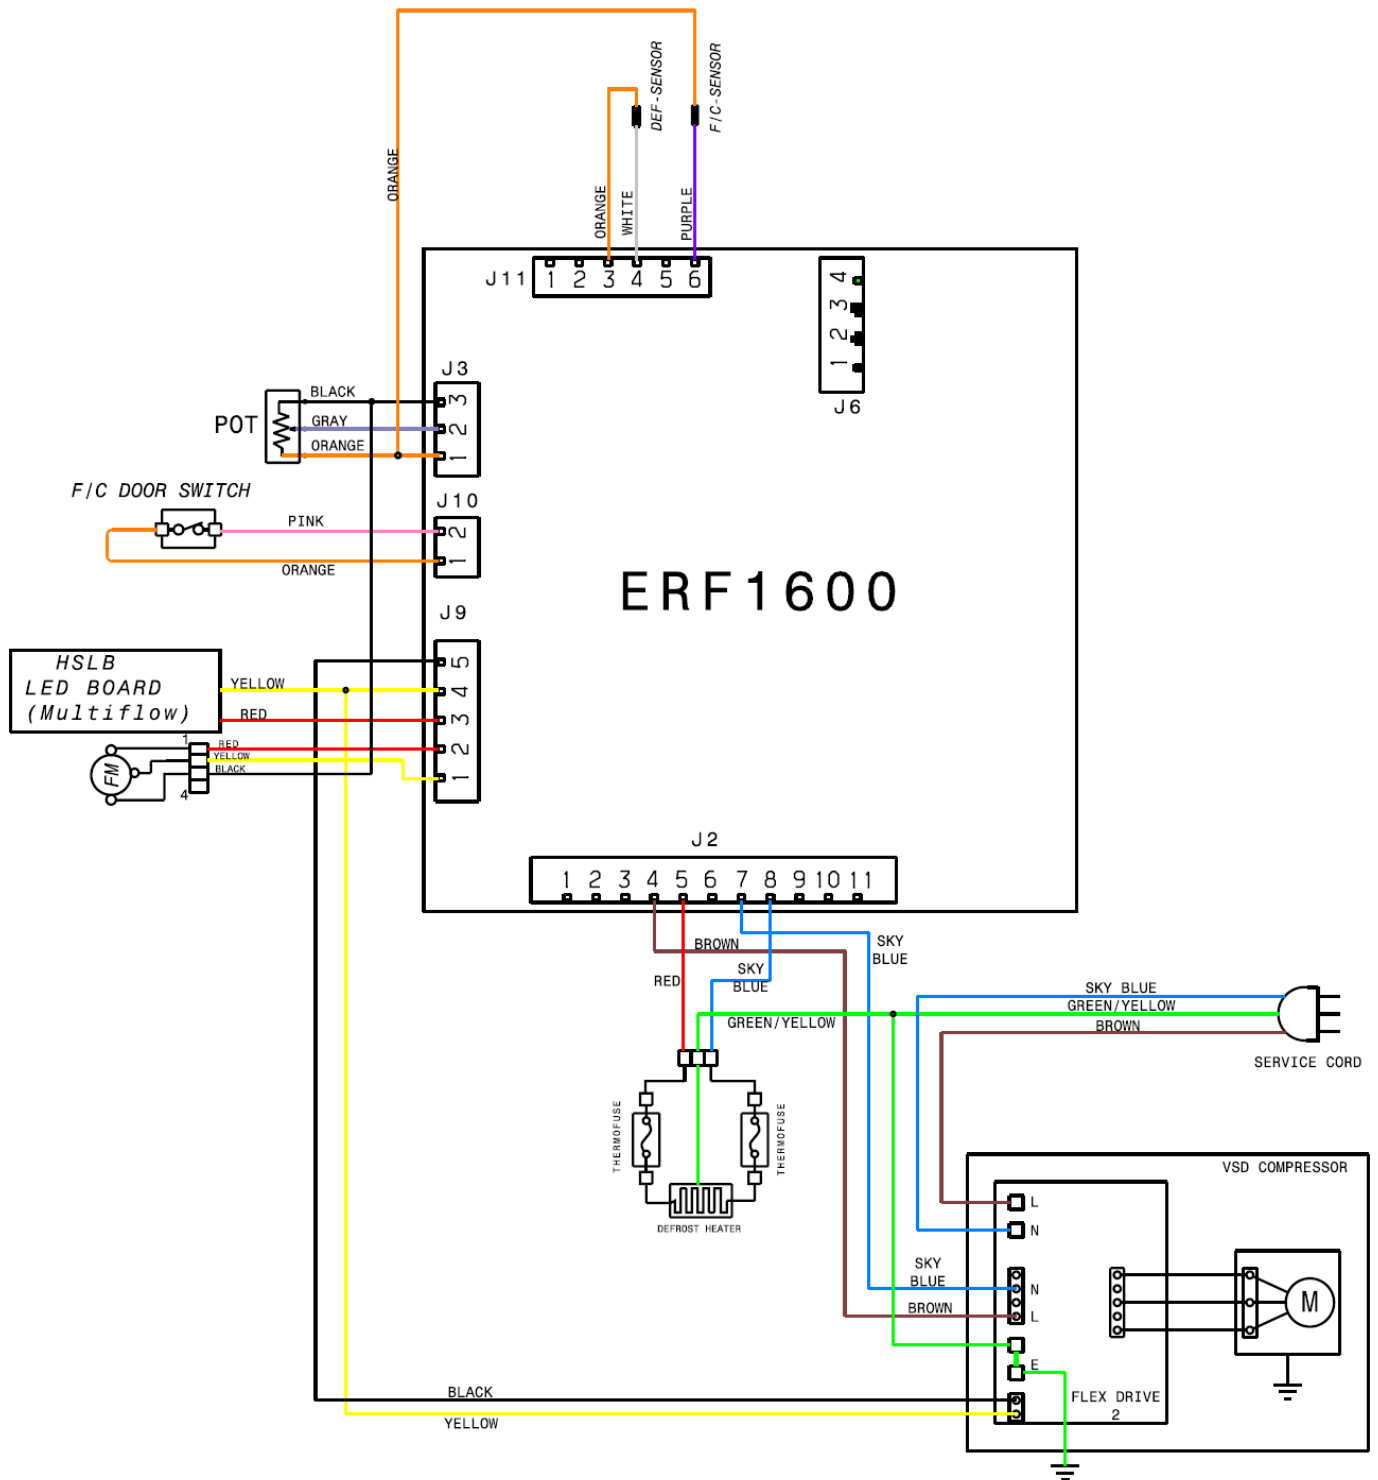 DEF-SENSOR
F/C-SENSOR
ORANGE
ORANGE
WHITE
PURPLE
J11
1 2 3 4 5 6
4
3
2
1
J6
J3
BLACK
3
POT
GRAY
2
ORANGE
1
F/C DOOR SWITCH
J10
PINK
2
ORANGE
1
ERF1600
J9
HSLB
LED BOARD
(Multiflow)
5
YELLOW
4
RED
3
1
RED
2
YELLOW
BLACK
1
FM
4
J2
1 2 3 4 5 6 7 8 9 10 11
BROWN
SKY
BLUE
RED
SKY
BLUE
SKY BLUE
GREEN/YELLOW
GREEN/YELLOW
BROWN
SERVICE CORD
THERMOFUSE
THERMOFUSE
DEFROST HEATER
VSD COMPRESSOR
L
N
SKY
BLUE
N
BROWN
L
M
E
BLACK
FLEX DRIVE
2
YELLOW